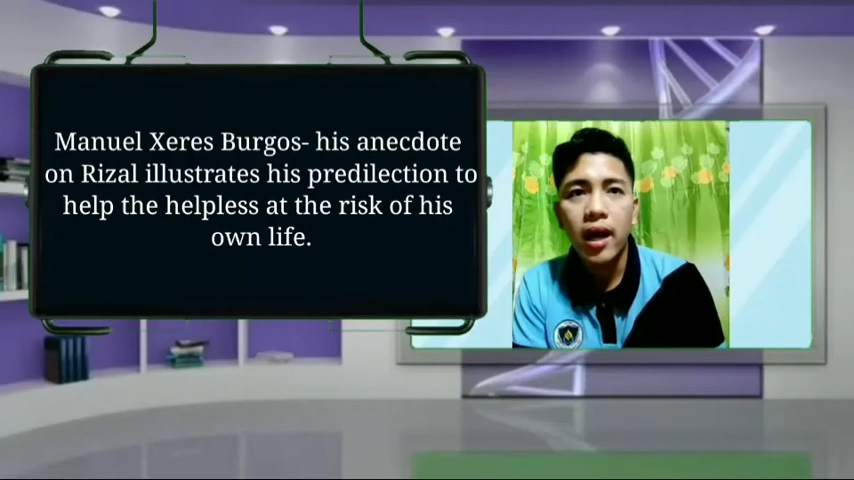 Manuel Xeres Burgos- his anecdote
on Rizal illustrates his predilection to
help the helpless at the risk of his
own life.